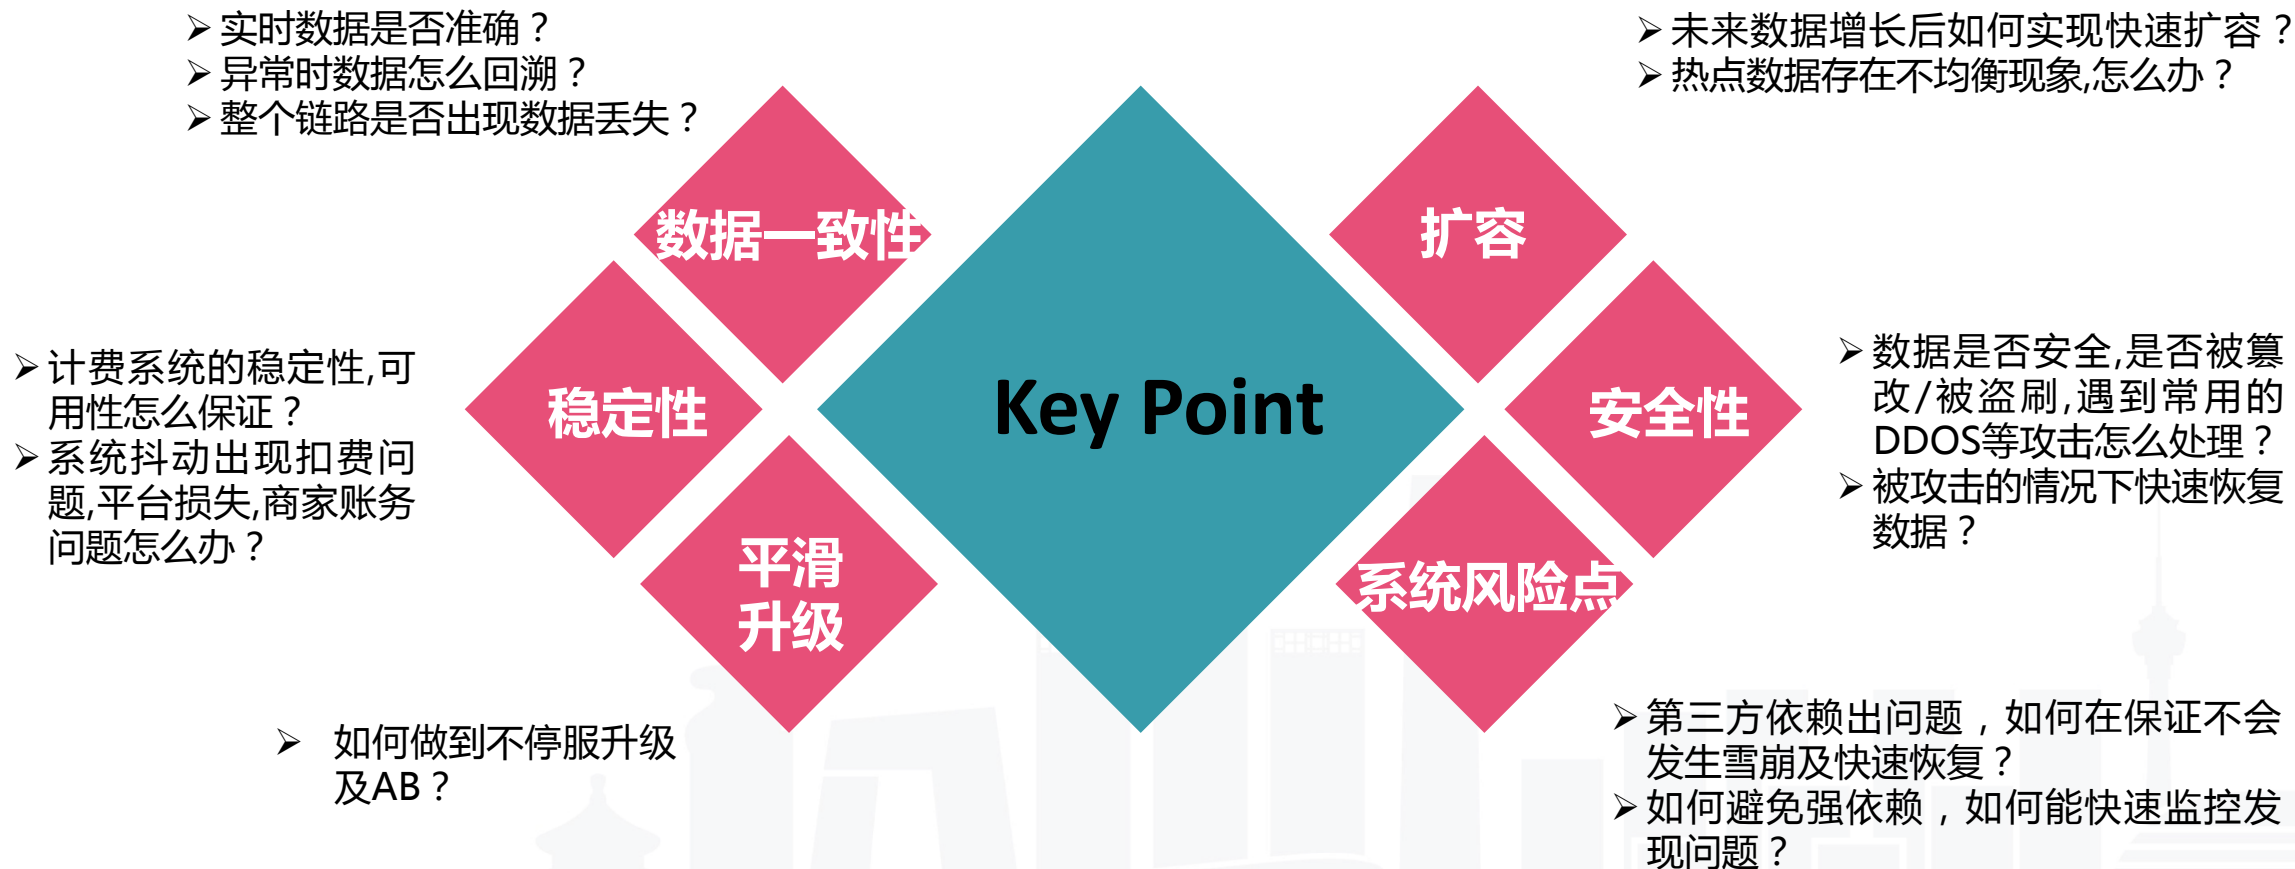 ➢ 实时数据是否准确？
➢ 异常时数据怎么回溯？
➢ 整个链路是否出现数据丢失？
➢ 未来数据增长后如何实现快速扩容？
➢ 热点数据存在不均衡现象,怎么办？
数据一致性
扩容
➢ 计费系统的稳定性,可
用性怎么保证？
➢ 系统抖动出现扣费问
题,平台损失,商家账务
问题怎么办？
稳定性
Key Point
安全性
➢ 数据是否安全,是否被篡
改/被盗刷,遇到常用的
DDOS等攻击怎么处理？
➢ 被攻击的情况下快速恢复
数据？
平滑
升级
系统风险点
➢ 如何做到不停服升级
及AB？
➢ 第三方依赖出问题，如何在保证不会
发生雪崩及快速恢复？
➢ 如何避免强依赖，如何能快速监控发
现问题？